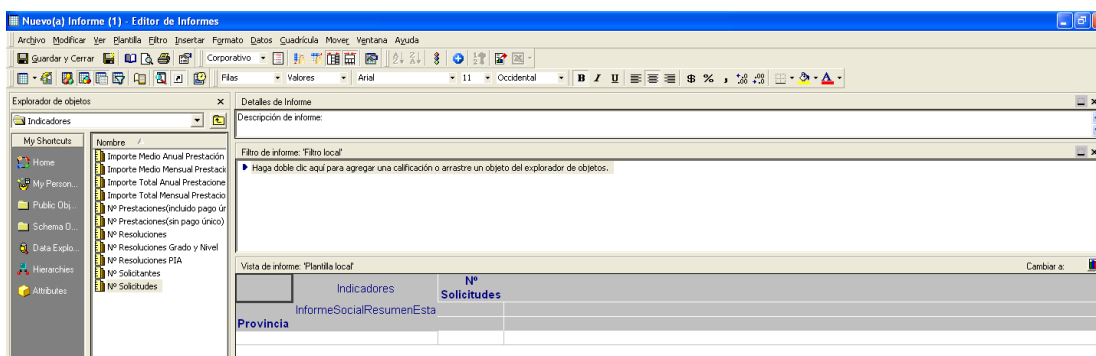 Nuevo(a) Informe (1) - Editor de Informes
Archivo Modificar Ver Plantilla Filtro Insertar Formato Datos Cuadrícula Mover Ventana Ayuda
Guardar y Cerrar Corporativo
Filas Valores Arial 11 Occidental B I U $ % ,
Explorador de objetos
Indicadores
My Shortcuts
Home
My Person...
Public Obj...
Schema O...
Data Explo...
Hierarchies
Attributes
Nombre
Importe Medio Anual Prestación
Importe Medio Mensual Prestació
Importe Total Anual Prestacione
Importe Total Mensual Prestacio
Nº Prestaciones(incluido pago ún
Nº Prestaciones(sin pago único)
Nº Resoluciones
Nº Resoluciones Grado y Nivel
Nº Resoluciones PIA
Nº Solicitantes
Nº Solicitudes
Detalles de Informe
Descripción de informe:
Filtro de informe: 'Filtro local'
Haga doble clic aquí para agregar una calificación o arrastre un objeto del explorador de objetos.
Vista de informe: 'Plantilla local'
Cambiar a:
Indicadores
Nº
Solicitudes
InformeSocialResumenEsta
Provincia